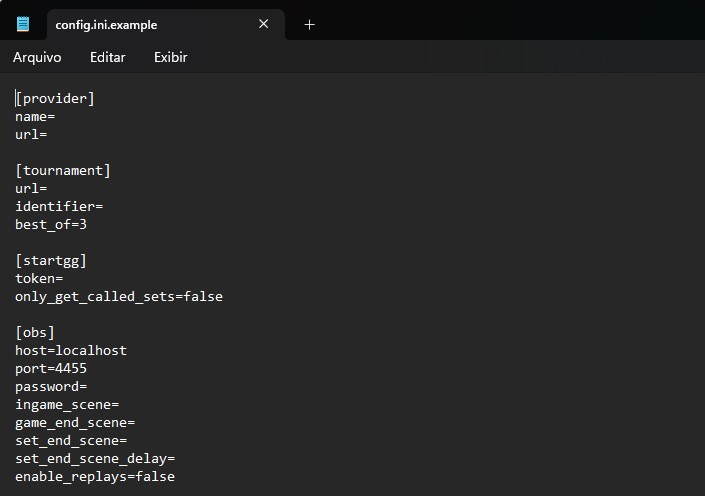 config.ini.example
Arquivo Editar Exibir
[provider]
name=
url=
[tournament]
url=
identifier=
best_of=3
[startgg]
token=
only_get_called_sets=false
[obs]
host=localhost
port=4455
password=
ingame_scene=
game_end_scene=
set_end_scene=
set_end_scene_delay=
enable_replays=false